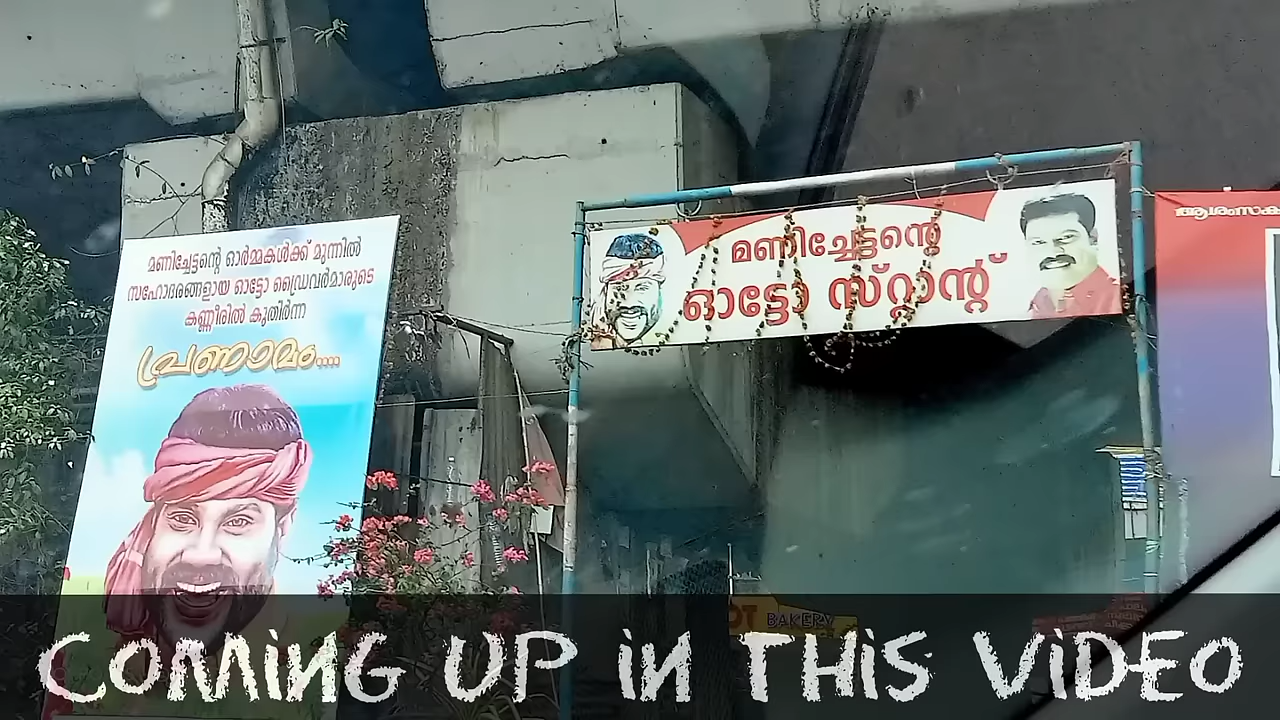 മണിച്ചേട്ടന്റെ ഓർമ്മകൾക്ക് മുന്നിൽ
സഹോദരങ്ങളായ ഓട്ടോ ഡ്രൈവർമാരുടെ
കണ്ണീരിൽ കുതിർന്ന
പ്രണാമം....
മണിച്ചേട്ടന്റെ
ഓട്ടോ സ്റ്റാന്റ്
BAKERY
COMING UP IN THIS VIDEO